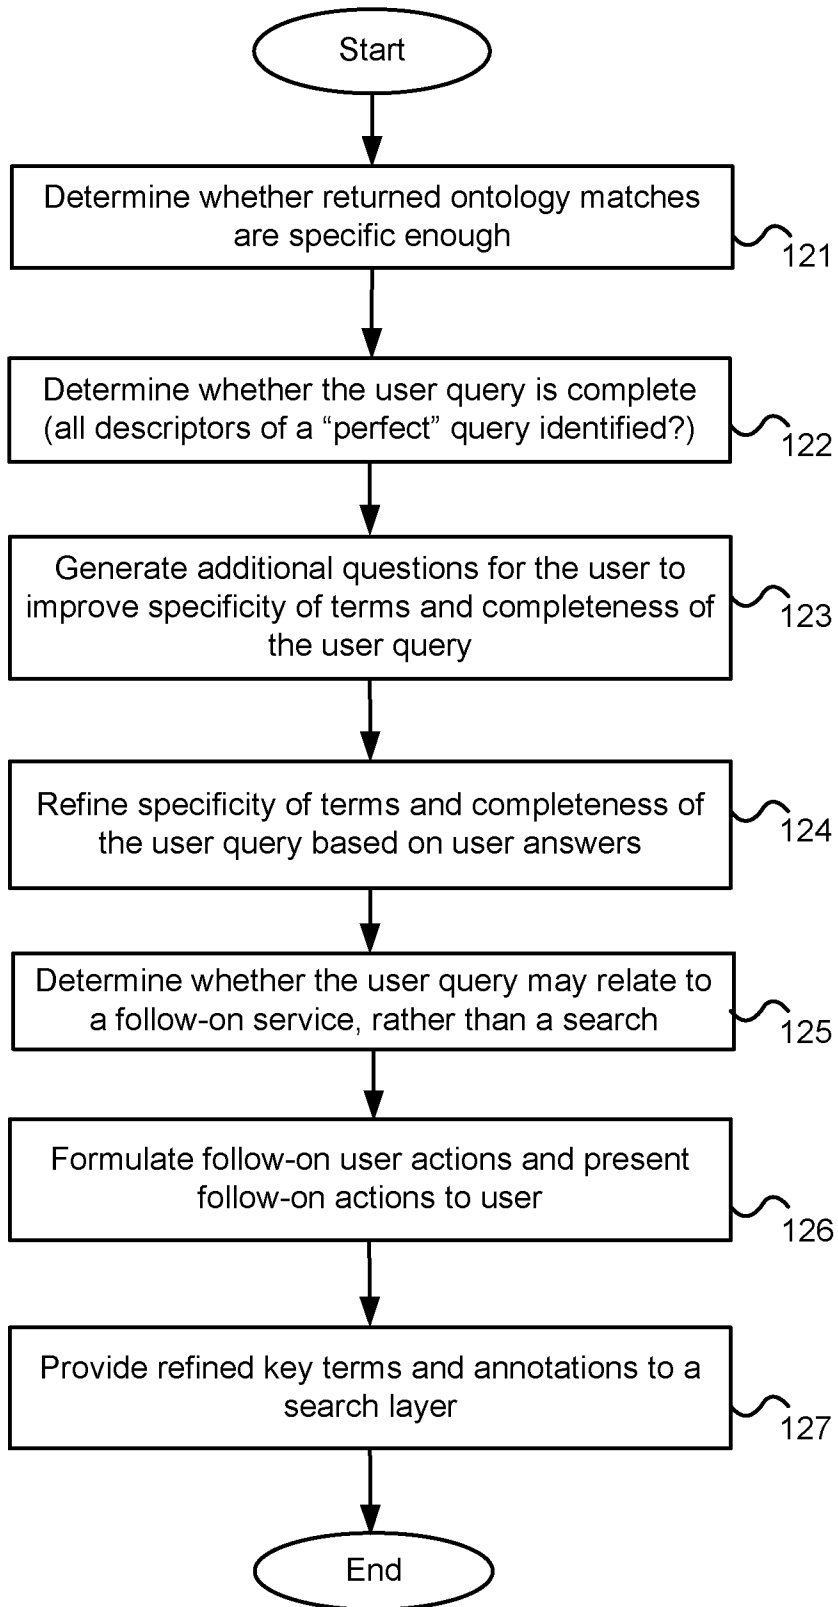 Start
Determine whether returned ontology matches
are specific enough
121
Determine whether the user query is complete
(all descriptors of a “perfect” query identified?)
122
Generate additional questions for the user to
improve specificity of terms and completeness of
the user query
123
Refine specificity of terms and completeness of
the user query based on user answers
124
Determine whether the user query may relate to
a follow-on service, rather than a search
125
Formulate follow-on user actions and present
follow-on actions to user
126
Provide refined key terms and annotations to a
search layer
127
End